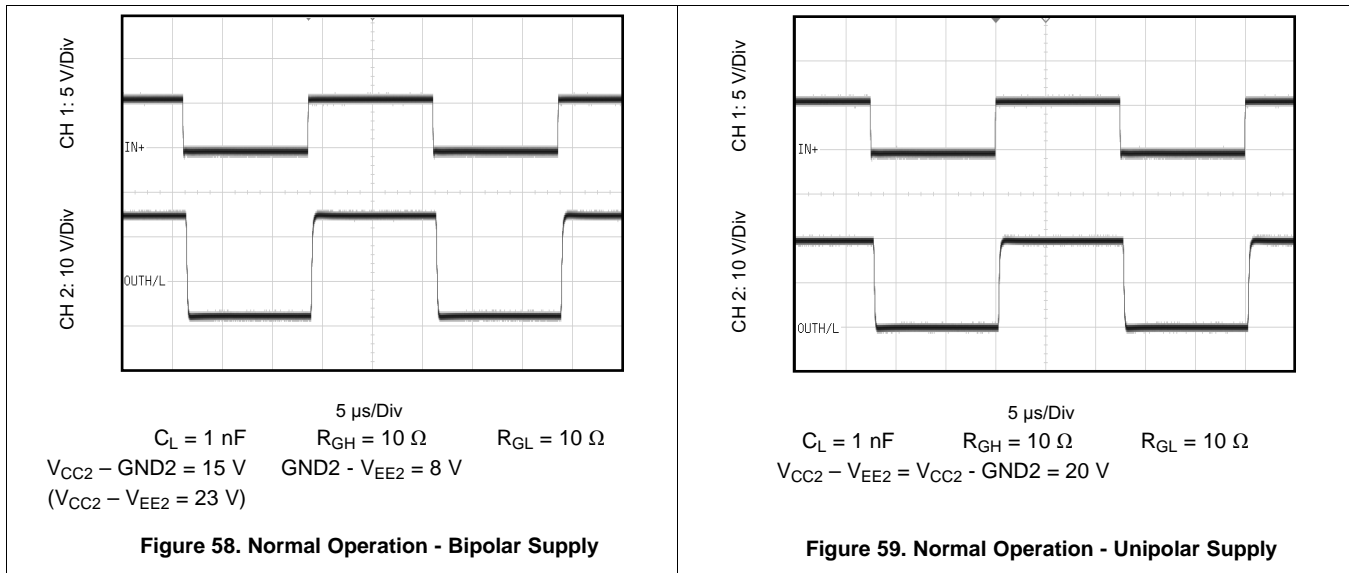 CH 1: 5 V/Div
IN+
CH 2: 10 V/Div
OUTH/L
5 µs/Div
C_L = 1 nF R_GH = 10 Ω R_GL = 10 Ω
V_CC2 – GND2 = 15 V GND2 - V_EE2 = 8 V
(V_CC2 – V_EE2 = 23 V)
Figure 58. Normal Operation - Bipolar Supply
CH 1: 5 V/Div
IN+
CH 2: 10 V/Div
OUTH/L
5 µs/Div
C_L = 1 nF R_GH = 10 Ω R_GL = 10 Ω
V_CC2 – V_EE2 = V_CC2 - GND2 = 20 V
Figure 59. Normal Operation - Unipolar Supply